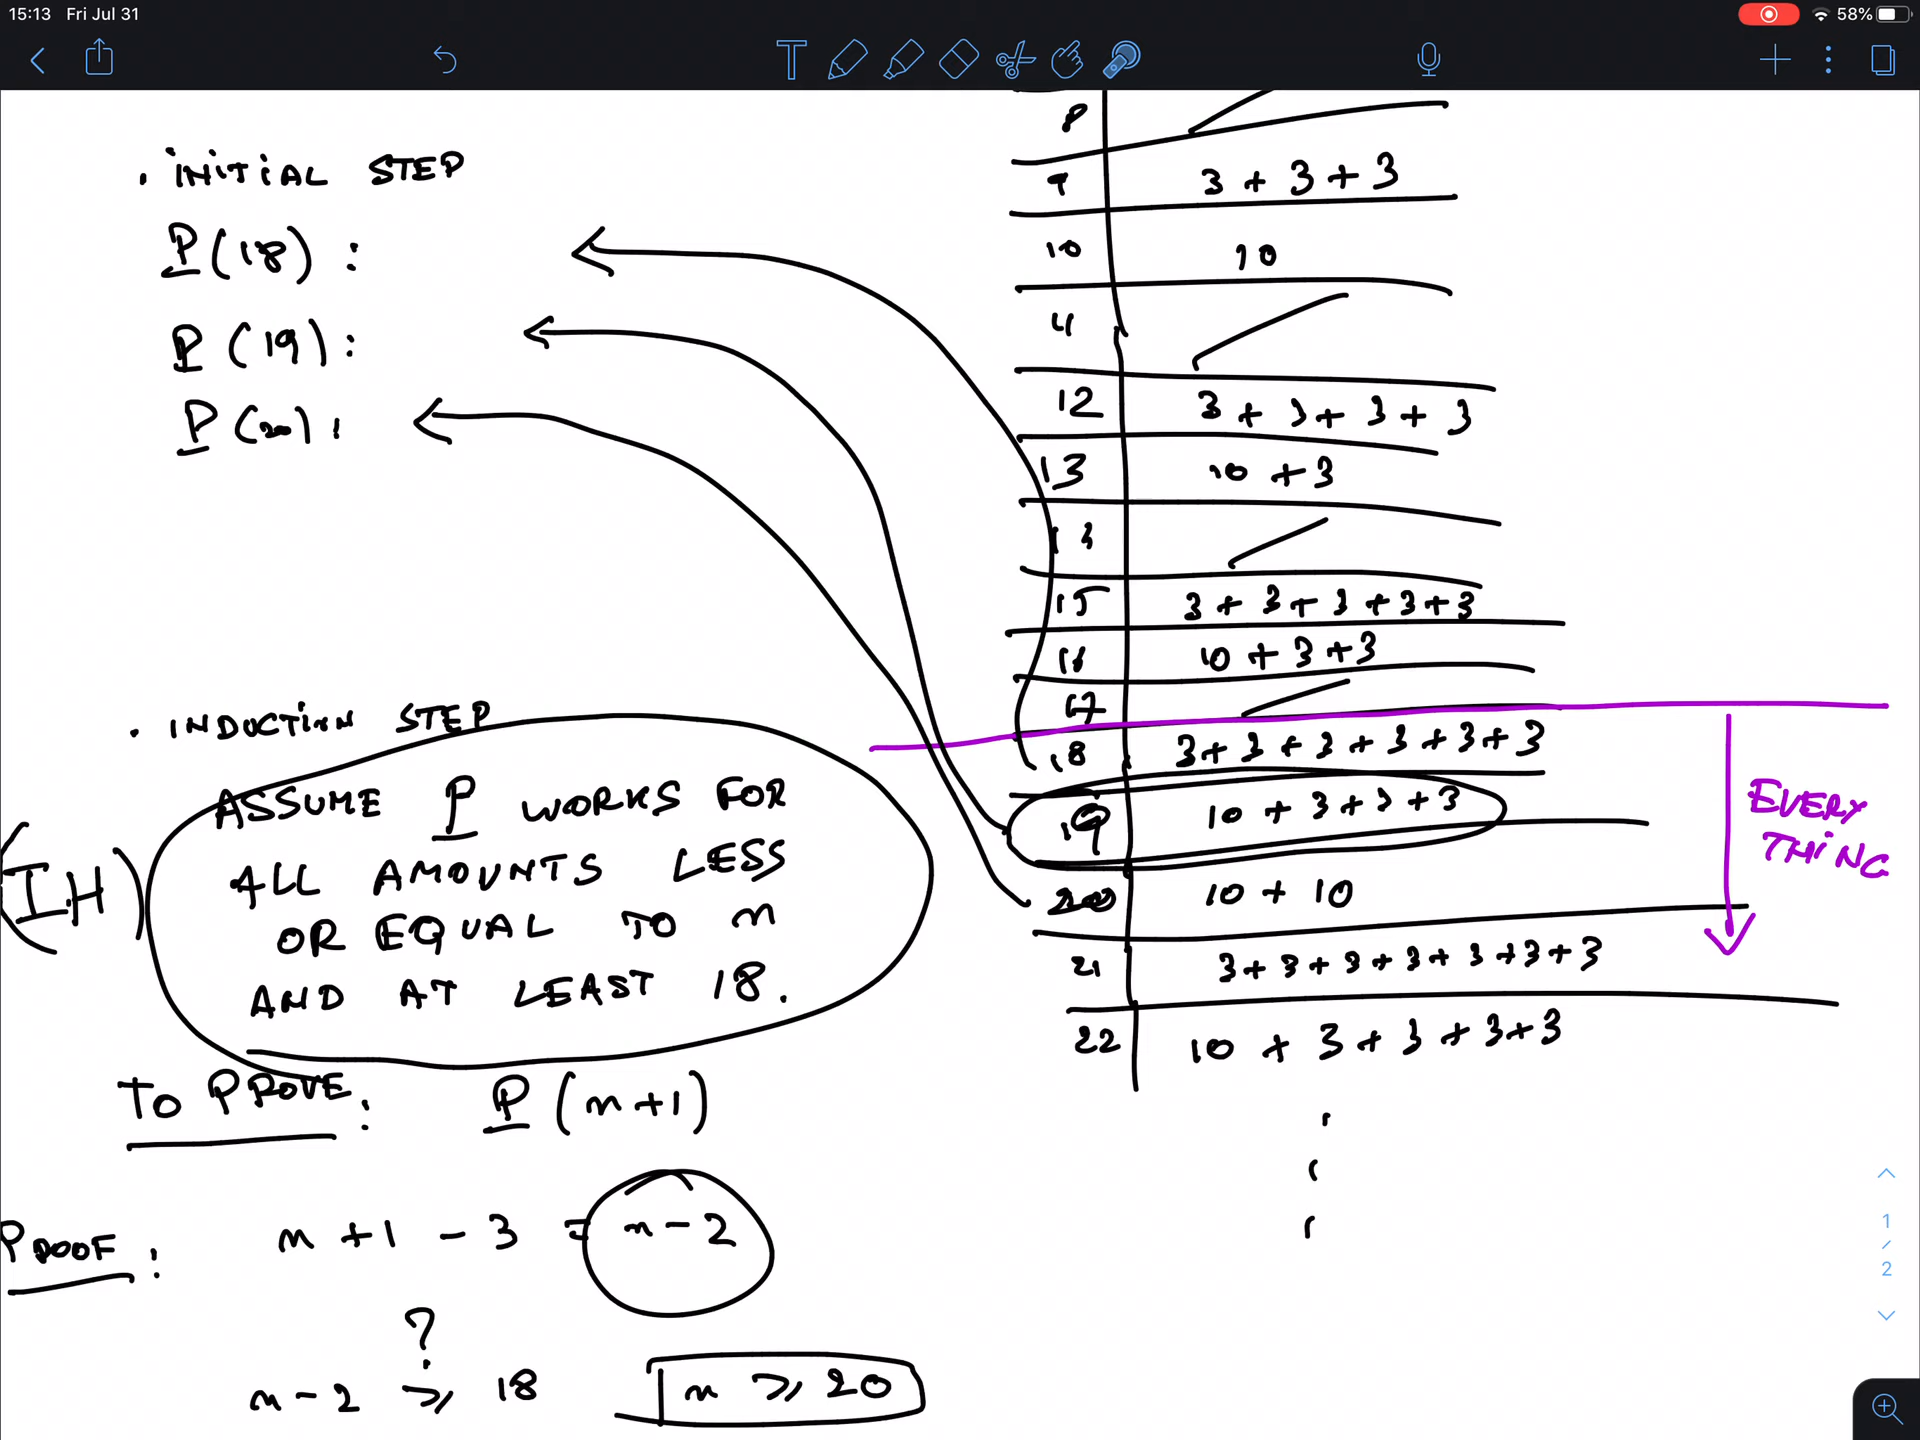 15:13 Fri Jul 31
58%
T
. INITIAL STEP
P(18) :
P(19):
P(20):
. INDUCTION STEP
(I.H)
ASSUME P WORKS FOR
ALL AMOUNTS LESS
OR EQUAL TO n
AND AT LEAST 18.
TO PROVE: P(n+1)
PROOF: n+1 - 3 = n-2
?
n-2 ⩾ 18 n ⩾ 20
8
9 3 + 3 + 3
10 10
11
12 3 + 3 + 3 + 3
13 10 + 3
15 3 + 3 + 3 + 3 + 3
16 10 + 3 + 3
17
18 3 + 3 + 3 + 3 + 3 + 3
19 10 + 3 + 3 + 3
20 10 + 10
21 3 + 3 + 3 + 3 + 3 + 3 + 3
22 10 + 3 + 3 + 3 + 3
EVERY
THING
1
/
2